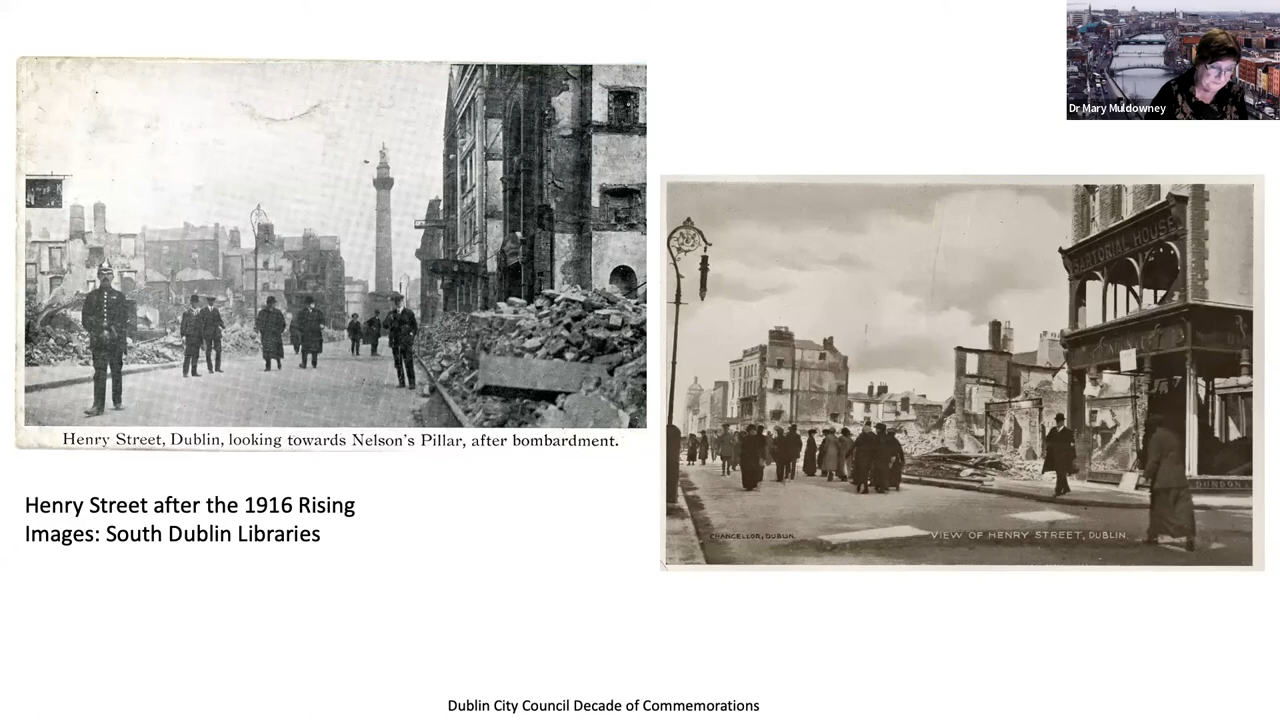 Dr Mary Muldowney
Henry Street, Dublin, looking towards Nelson's Pillar, after bombardment.
SARTORIAL HOUSE
CHANCELLOR, DUBLIN.
VIEW OF HENRY STREET, DUBLIN.
Henry Street after the 1916 Rising
Images: South Dublin Libraries
Dublin City Council Decade of Commemorations